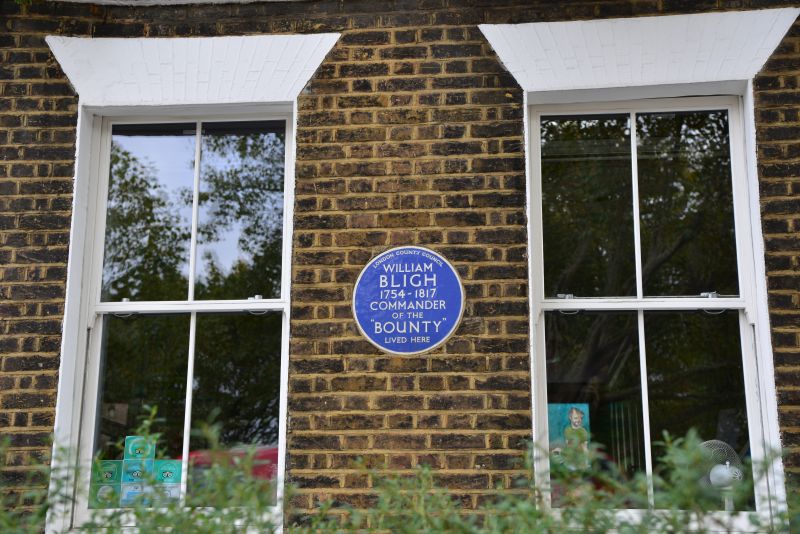 LONDON COUNTY COUNCIL
WILLIAM
BLIGH
1754-1817
COMMANDER
OF THE
"BOUNTY"
LIVED HERE